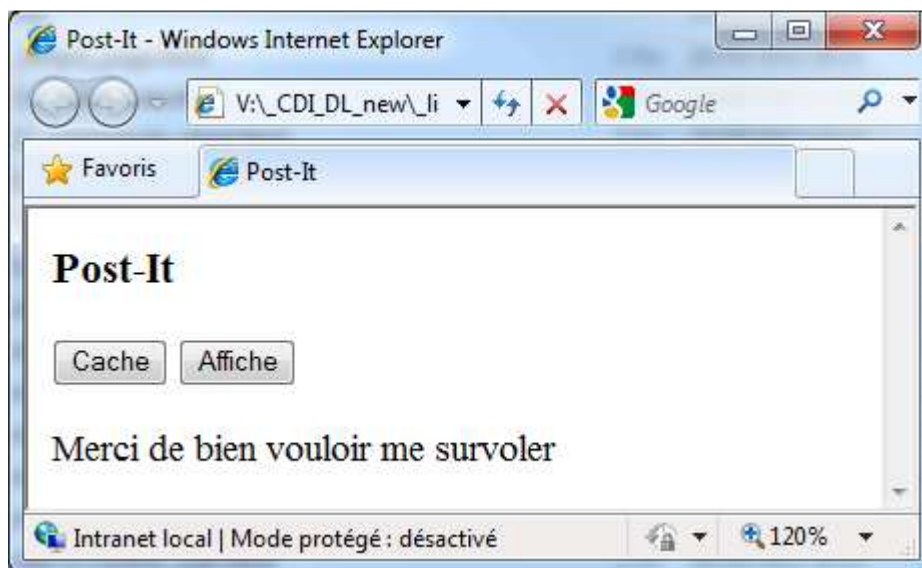 Post-It - Windows Internet Explorer
V:\_CDI_DL_new\_li
Google
Favoris
Post-It
Post-It
Cache Affiche
Merci de bien vouloir me survoler
Intranet local | Mode protégé : désactivé
120%